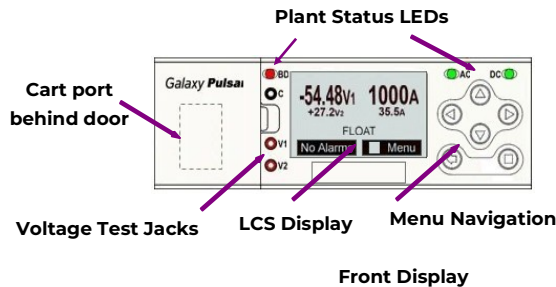 Plant Status LEDs
BD
AC
DC
Galaxy Pulsar
C
-54.48V1
1000A
+27.2V2
35.5A
Cart port
behind door
FLOAT
No Alarms
Menu
V1
V2
Voltage Test Jacks
LCS Display
Menu Navigation
Front Display